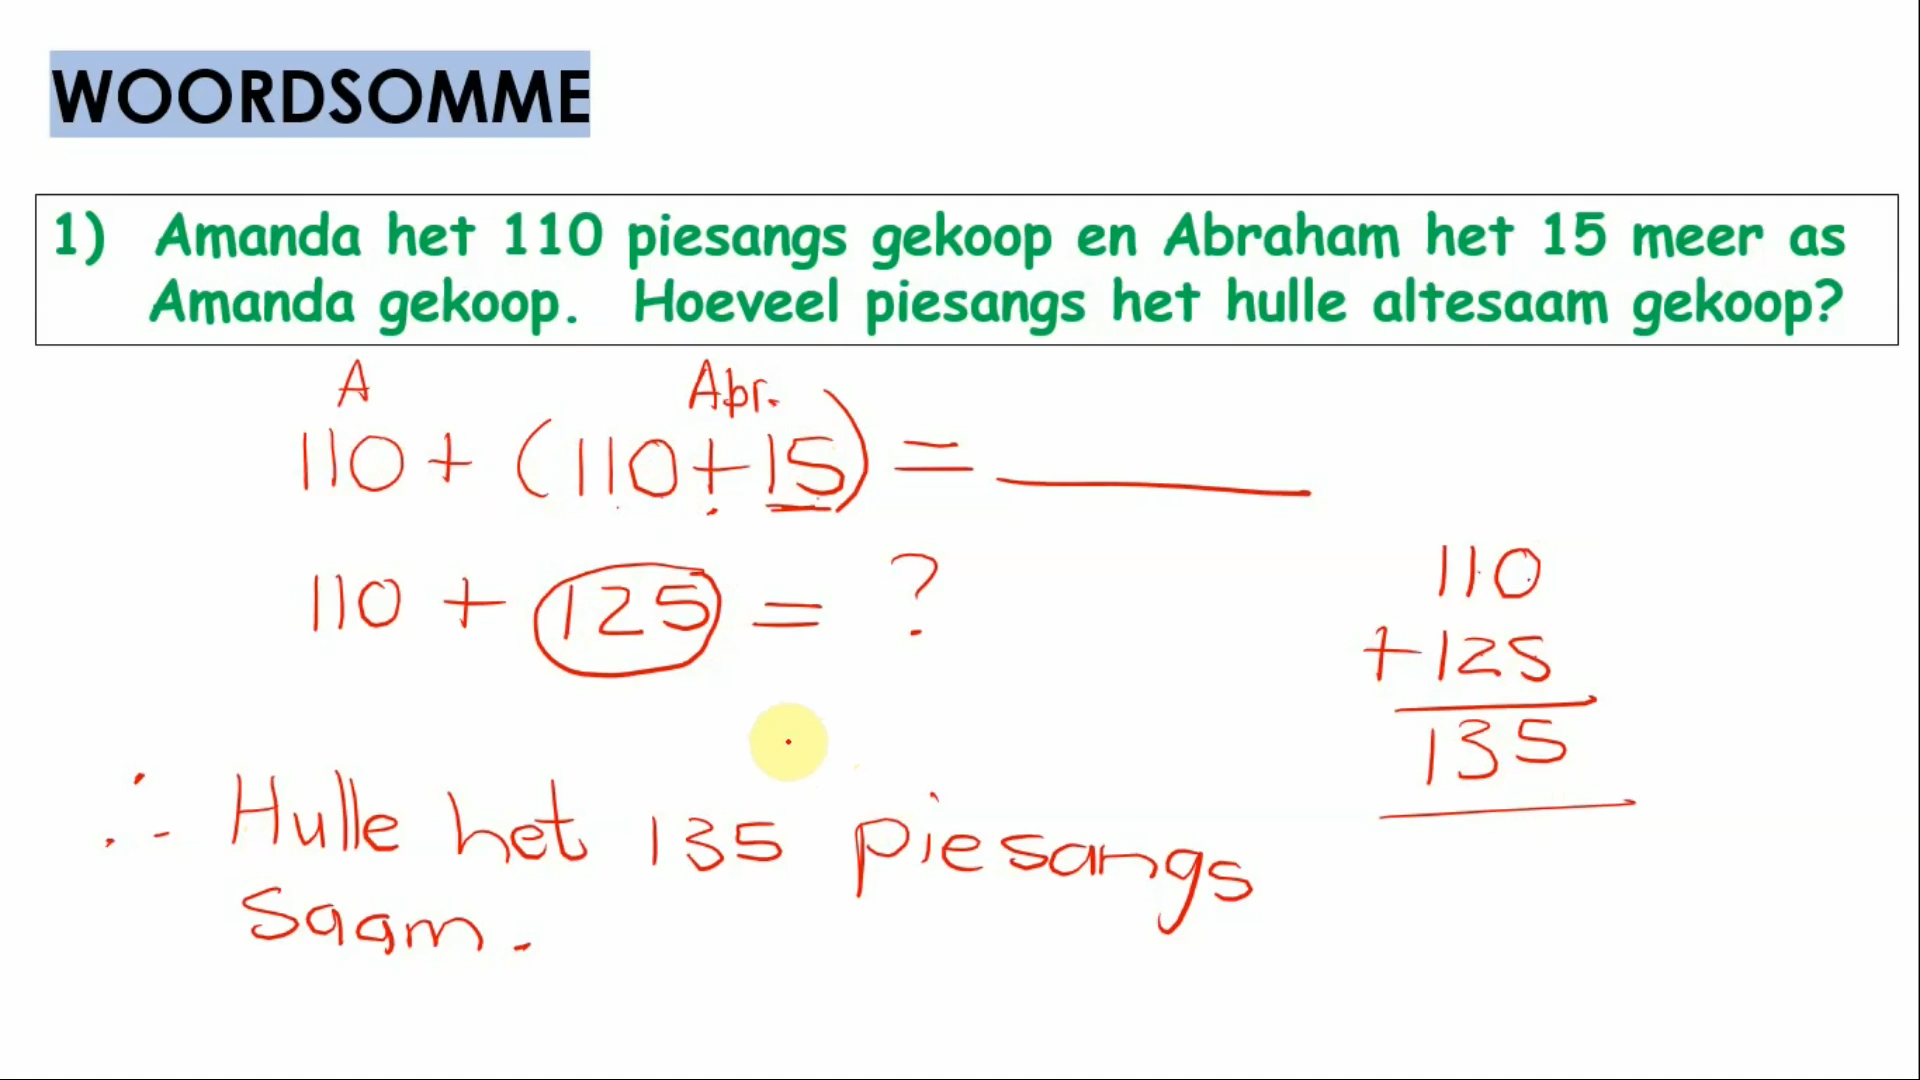 WOORDSOMME
1) Amanda het 110 piesangs gekoop en Abraham het 15 meer as
Amanda gekoop. Hoeveel piesangs het hulle altesaam gekoop?
A Abr.
110 + (110+15) = ________
110 + 125 = ?
110
+125
135
∴ Hulle het 135 piesangs
saam.